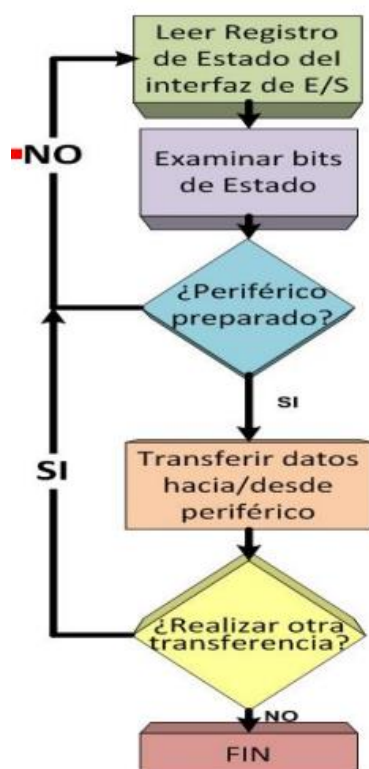 Leer Registro
de Estado del
interfaz de E/S
NO
Examinar bits
de Estado
¿Periférico
preparado?
SI
Transferir datos
hacia/desde
periférico
SI
¿Realizar otra
transferencia?
NO
FIN